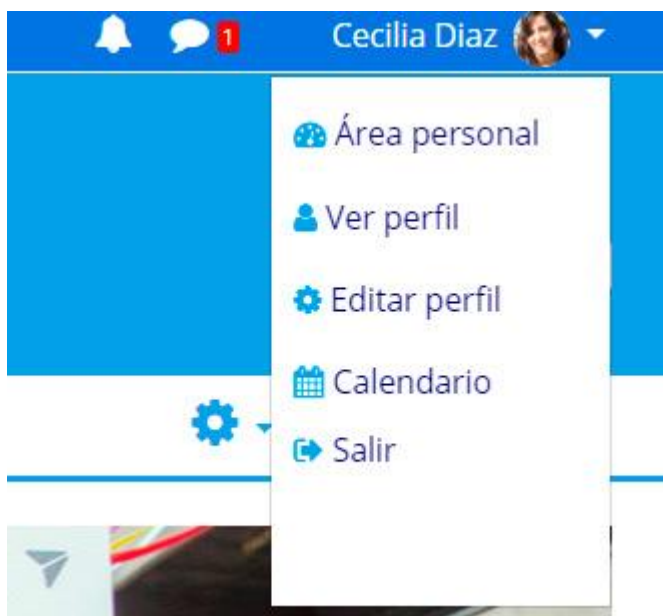 1
Cecilia Diaz
Área personal
Ver perfil
Editar perfil
Calendario
Salir